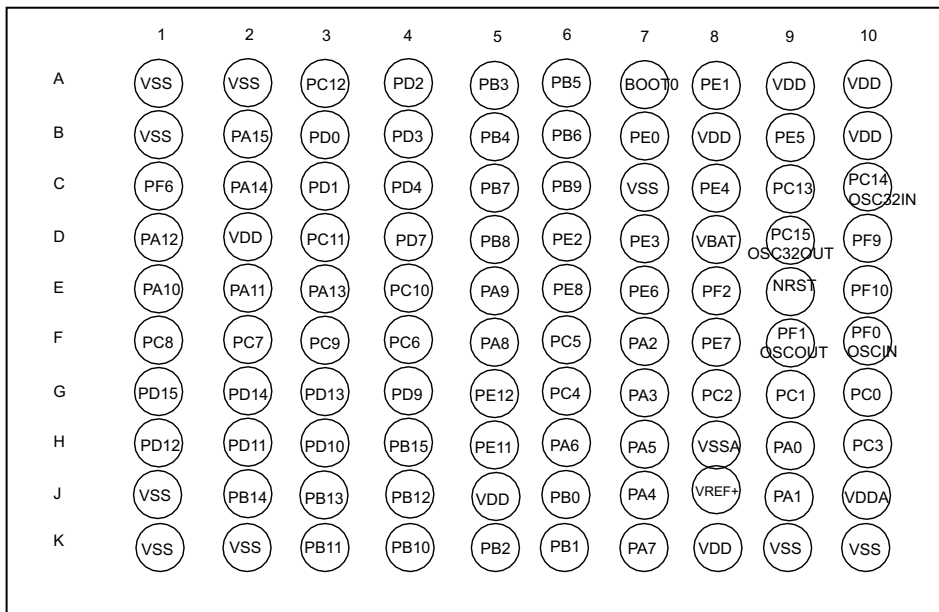 1 2 3 4 5 6 7 8 9 10
A VSS VSS PC12 PD2 PB3 PB5 BOOT0 PE1 VDD VDD
B VSS PA15 PD0 PD3 PB4 PB6 PE0 VDD PE5 VDD
C PF6 PA14 PD1 PD4 PB7 PB9 VSS PE4 PC13 PC14
OSC32IN
D PA12 VDD PC11 PD7 PB8 PE2 PE3 VBAT PC15 PF9
OSC32OUT
E PA10 PA11 PA13 PC10 PA9 PE8 PE6 PF2 NRST PF10
F PC8 PC7 PC9 PC6 PA8 PC5 PA2 PE7 PF1 PF0
OSCOUT OSCIN
G PD15 PD14 PD13 PD9 PE12 PC4 PA3 PC2 PC1 PC0
H PD12 PD11 PD10 PB15 PE11 PA6 PA5 VSSA PA0 PC3
J VSS PB14 PB13 PB12 VDD PB0 PA4 VREF+ PA1 VDDA
K VSS VSS PB11 PB10 PB2 PB1 PA7 VDD VSS VSS